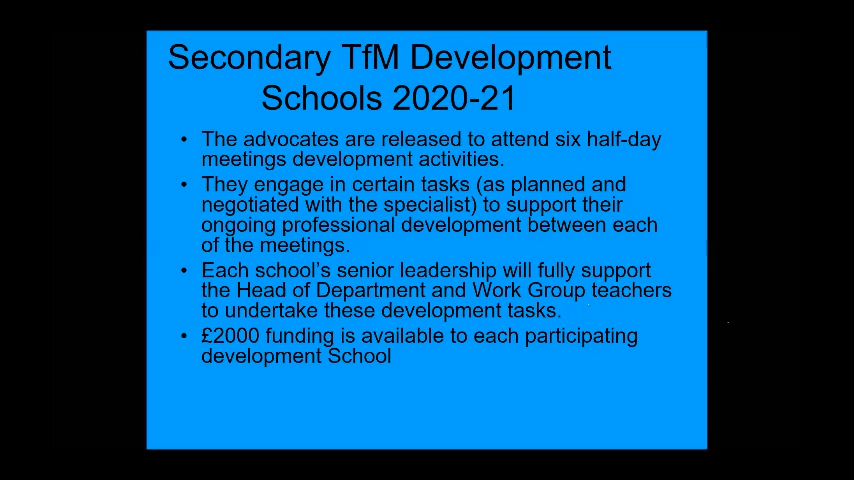 Secondary TfM Development
Schools 2020-21
• The advocates are released to attend six half-day
meetings development activities.
• They engage in certain tasks (as planned and
negotiated with the specialist) to support their
ongoing professional development between each
of the meetings.
• Each school’s senior leadership will fully support
the Head of Department and Work Group teachers
to undertake these development tasks.
• £2000 funding is available to each participating
development School